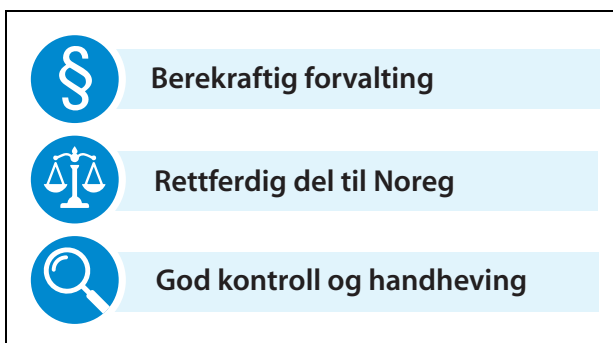 § Berekraftig forvalting
Rettferdig del til Noreg
God kontroll og handheving